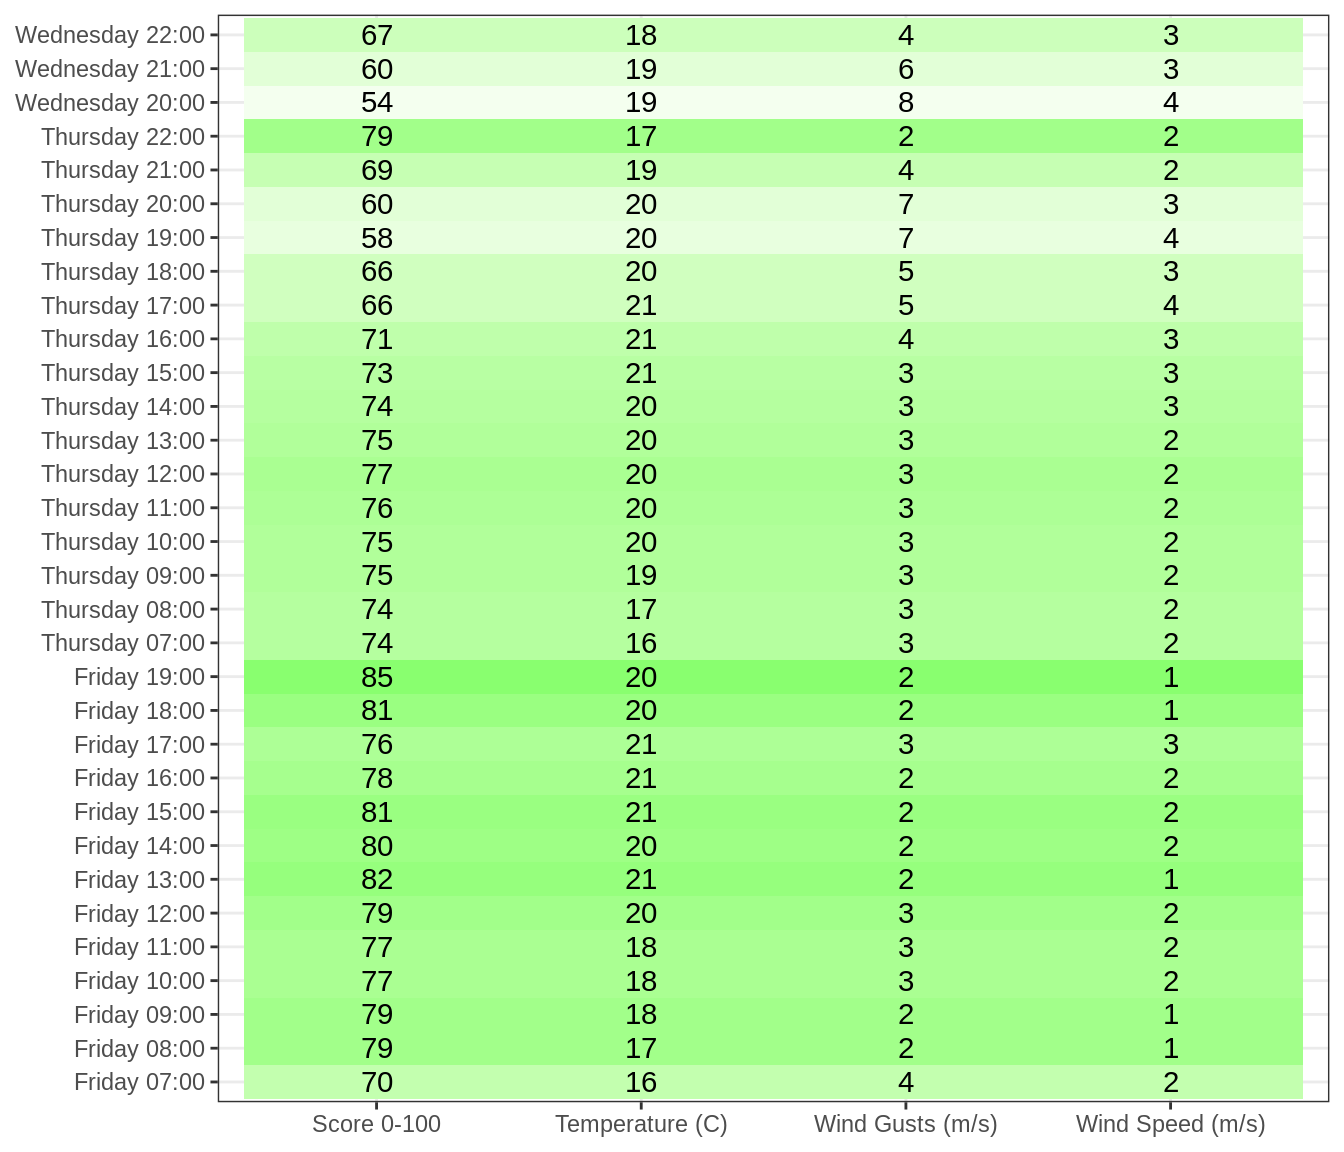 Wednesday 22:00 67 18 4 3
Wednesday 21:00 60 19 6 3
Wednesday 20:00 54 19 8 4
Thursday 22:00 79 17 2 2
Thursday 21:00 69 19 4 2
Thursday 20:00 60 20 7 3
Thursday 19:00 58 20 7 4
Thursday 18:00 66 20 5 3
Thursday 17:00 66 21 5 4
Thursday 16:00 71 21 4 3
Thursday 15:00 73 21 3 3
Thursday 14:00 74 20 3 3
Thursday 13:00 75 20 3 2
Thursday 12:00 77 20 3 2
Thursday 11:00 76 20 3 2
Thursday 10:00 75 20 3 2
Thursday 09:00 75 19 3 2
Thursday 08:00 74 17 3 2
Thursday 07:00 74 16 3 2
Friday 19:00 85 20 2 1
Friday 18:00 81 20 2 1
Friday 17:00 76 21 3 3
Friday 16:00 78 21 2 2
Friday 15:00 81 21 2 2
Friday 14:00 80 20 2 2
Friday 13:00 82 21 2 1
Friday 12:00 79 20 3 2
Friday 11:00 77 18 3 2
Friday 10:00 77 18 3 2
Friday 09:00 79 18 2 1
Friday 08:00 79 17 2 1
Friday 07:00 70 16 4 2
Score 0-100 Temperature (C) Wind Gusts (m/s) Wind Speed (m/s)